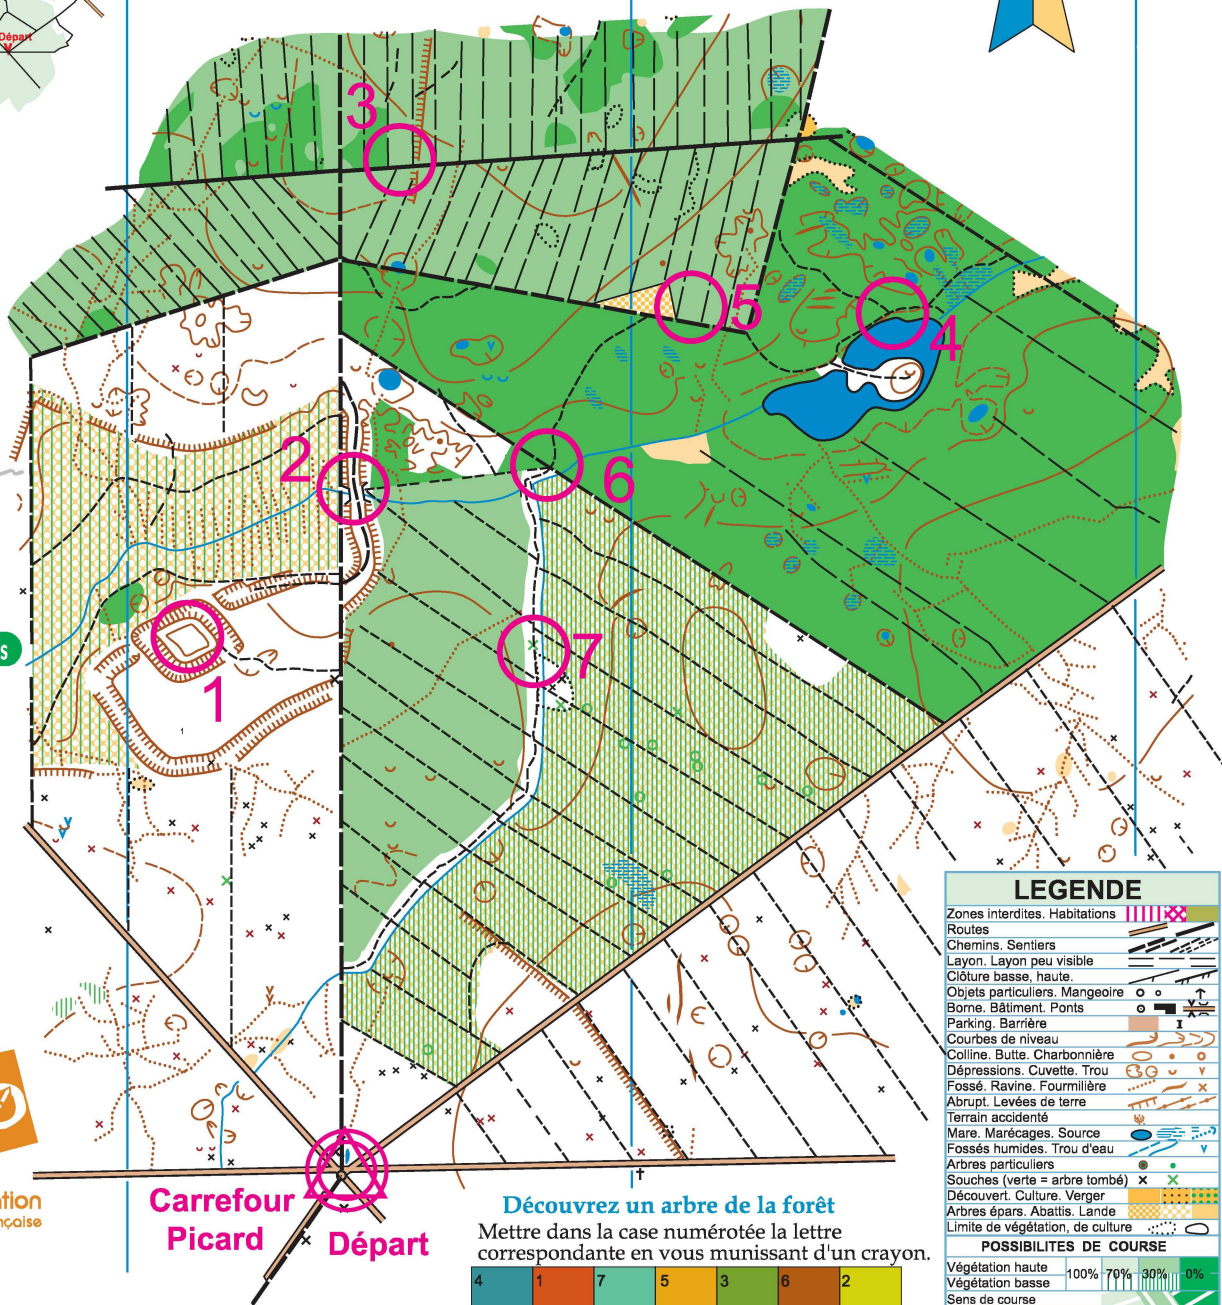 Départ
3
5
4
2
6
7
1
1
S
tion
nçaise
Carrefour
Picard
Départ
Découvrez un arbre de la forêt
Mettre dans la case numérotée la lettre
correspondante en vous munissant d'un crayon.
4 1 7 5 3 6 2
LEGENDE
Zones interdites. Habitations
Routes
Chemins. Sentiers
Layon. Layon peu visible
Clôture basse, haute.
Objets particuliers. Mangeoire
Borne. Bâtiment. Ponts
Parking. Barrière
Courbes de niveau
Colline. Butte. Charbonnière
Dépressions. Cuvette. Trou
Fossé. Ravine. Fourmilière
Abrupt. Levées de terre
Terrain accidenté
Mare. Marécages. Source
Fossés humides. Trou d'eau
Arbres particuliers
Souches (verte = arbre tombé)
Découvert. Culture. Verger
Arbres épars. Abattis. Lande
Limite de végétation, de culture
POSSIBILITES DE COURSE
Végétation haute
Végétation basse
100% 70% 30% 0%
Sens de course